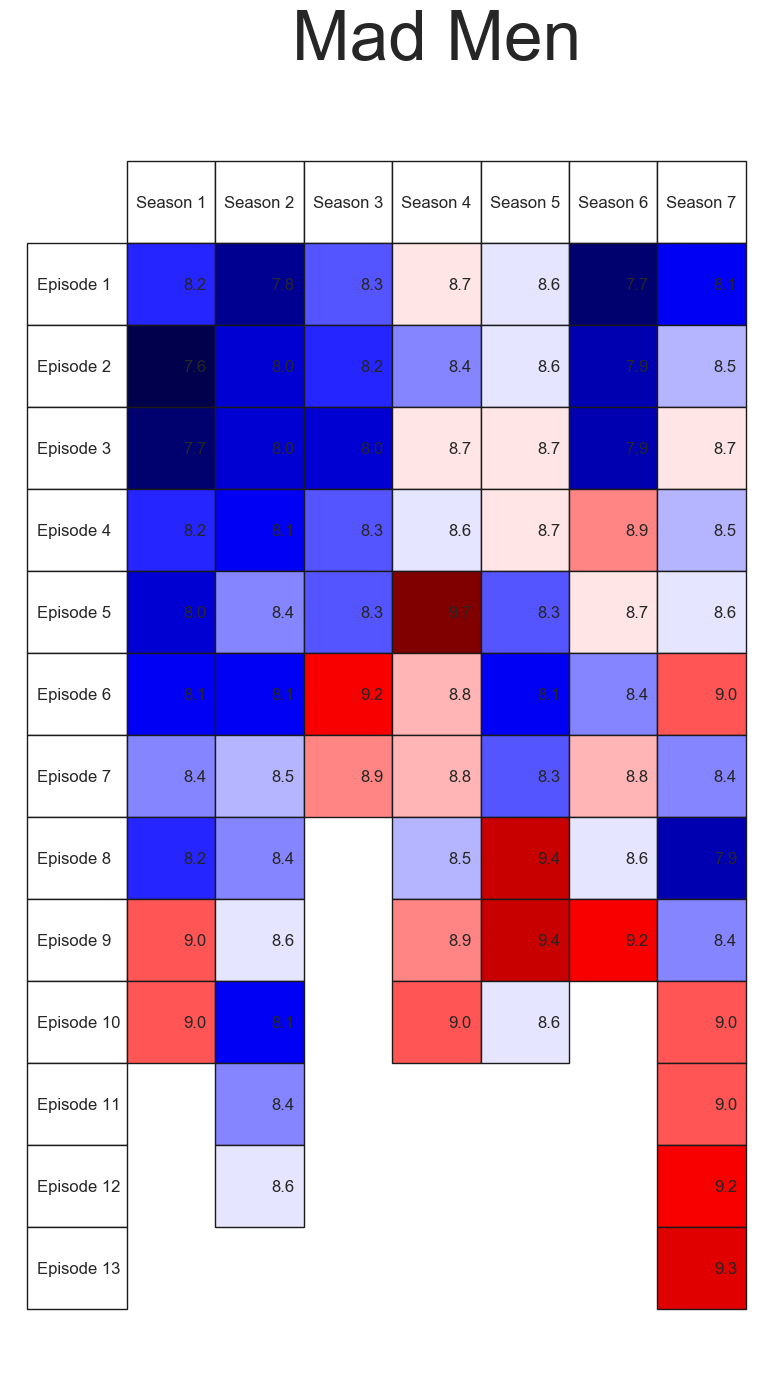 Mad Men
Season 1 Season 2 Season 3 Season 4 Season 5 Season 6 Season 7
Episode 1 8.2 7.8 8.3 8.7 8.6 7.7 8.1
Episode 2 7.6 8.0 8.2 8.4 8.6 7.9 8.5
Episode 3 7.7 8.0 8.0 8.7 8.7 7.9 8.7
Episode 4 8.2 8.1 8.3 8.6 8.7 8.9 8.5
Episode 5 8.0 8.4 8.3 9.7 8.3 8.7 8.6
Episode 6 8.1 8.1 9.2 8.8 8.1 8.4 9.0
Episode 7 8.4 8.5 8.9 8.8 8.3 8.8 8.4
Episode 8 8.2 8.4 8.5 9.4 8.6 7.9
Episode 9 9.0 8.6 8.9 9.4 9.2 8.4
Episode 10 9.0 8.1 9.0 8.6 9.0
Episode 11 8.4 9.0
Episode 12 8.6 9.2
Episode 13 9.3